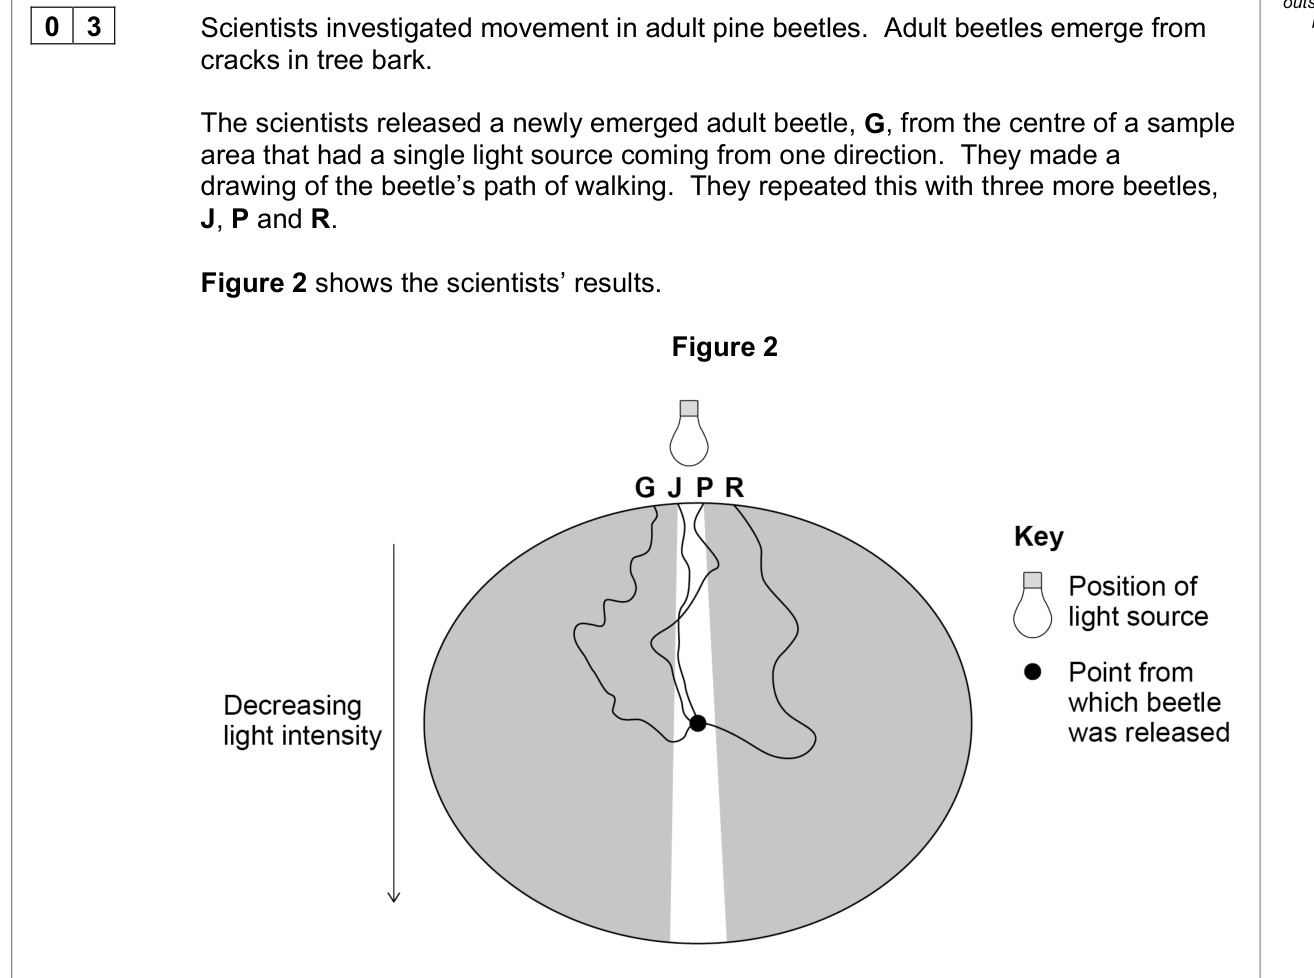 0 3
Scientists investigated movement in adult pine beetles. Adult beetles emerge from
cracks in tree bark.
The scientists released a newly emerged adult beetle, G, from the centre of a sample
area that had a single light source coming from one direction. They made a
drawing of the beetle's path of walking. They repeated this with three more beetles,
J, P and R.
Figure 2 shows the scientists' results.
Figure 2
G J P R
Key
Position of
light source
Point from
which beetle
was released
Decreasing
light intensity